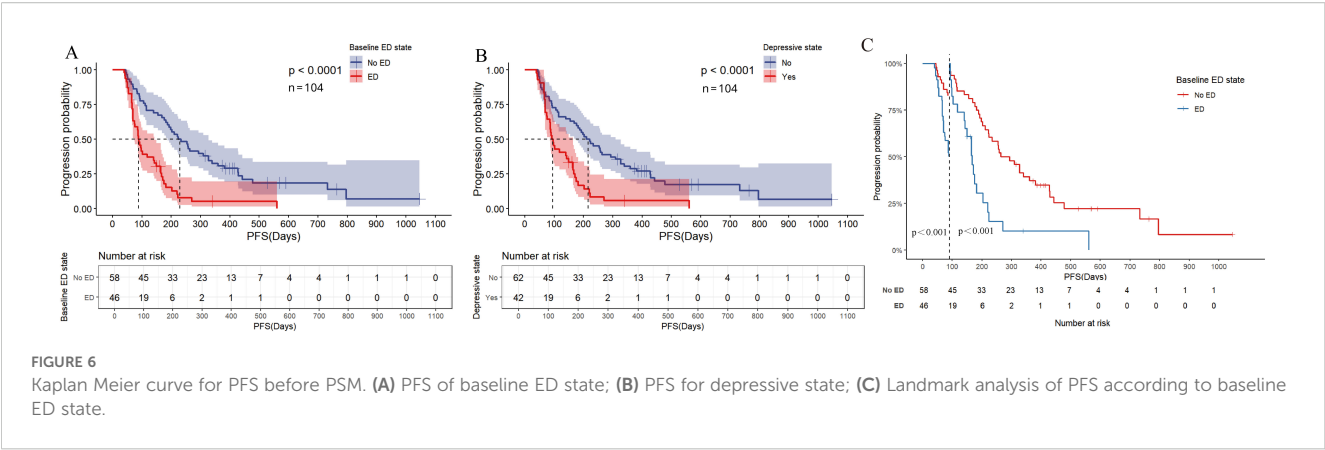 A
Baseline ED state
No ED
ED
p < 0.0001
n = 104
Progression probability
1.00
0.75
0.50
0.25
0.00
0 100 200 300 400 500 600 700 800 900 1000 1100
PFS(Days)
Number at risk
Baseline ED state
No ED 58 45 33 23 13 7 4 4 1 1 1 0
ED 46 19 6 2 1 1 0 0 0 0 0 0
0 100 200 300 400 500 600 700 800 900 1000 1100
PFS(Days)
B
Depressive state
No
Yes
p < 0.0001
n = 104
Progression probability
1.00
0.75
0.50
0.25
0.00
0 100 200 300 400 500 600 700 800 900 1000 1100
PFS(Days)
Number at risk
Depressive state
No 62 45 33 23 13 7 4 4 1 1 1 0
Yes 42 19 6 2 1 1 0 0 0 0 0 0
0 100 200 300 400 500 600 700 800 900 1000 1100
PFS(Days)
C
Baseline ED state
No ED
ED
Progression probability
100%
75%
50%
25%
0%
p<0.001 p<0.001
0 100 200 300 400 500 600 700 800 900 1000
PFS(Days)
No ED 58 45 33 23 13 7 4 4 1 1 1
ED 46 19 6 2 1 1 0 0 0 0 0
Number at risk
FIGURE 6
Kaplan Meier curve for PFS before PSM. (A) PFS of baseline ED state; (B) PFS for depressive state; (C) Landmark analysis of PFS according to baseline
ED state.